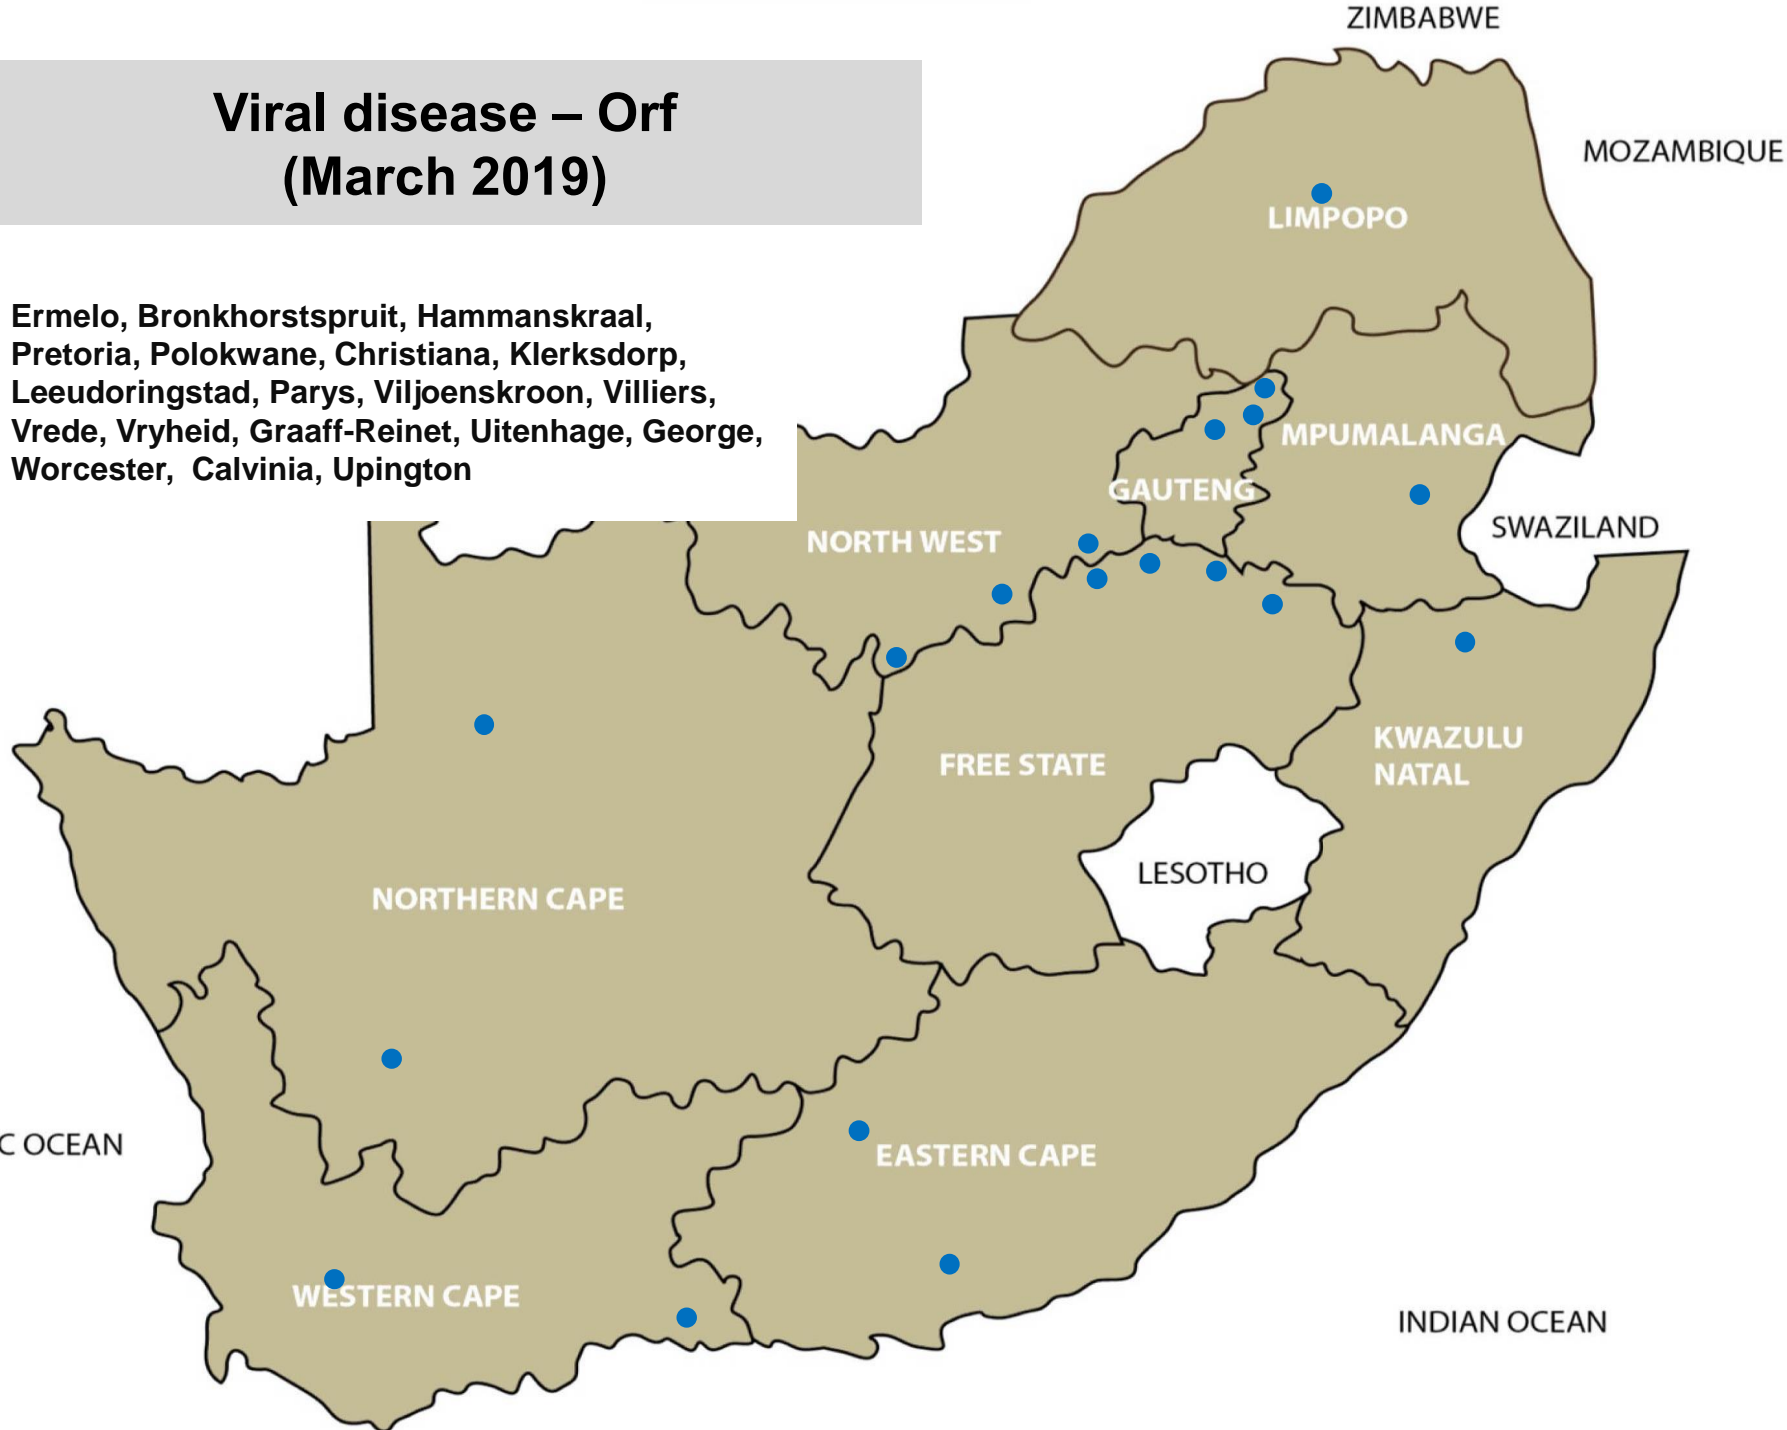 ZIMBABWE
Viral disease – Orf
(March 2019)
MOZAMBIQUE
LIMPOPO
Ermelo, Bronkhorstspruit, Hammanskraal,
Pretoria, Polokwane, Christiana, Klerksdorp,
Leeudoringstad, Parys, Viljoenskroon, Villiers,
Vrede, Vryheid, Graaff-Reinet, Uitenhage, George,
Worcester,  Calvinia, Upington
MPUMALANGA
GAUTENG
SWAZILAND
NORTH WEST
KWAZULU
NATAL
FREE STATE
LESOTHO
NORTHERN CAPE
C OCEAN
EASTERN CAPE
WESTERN CAPE
INDIAN OCEAN